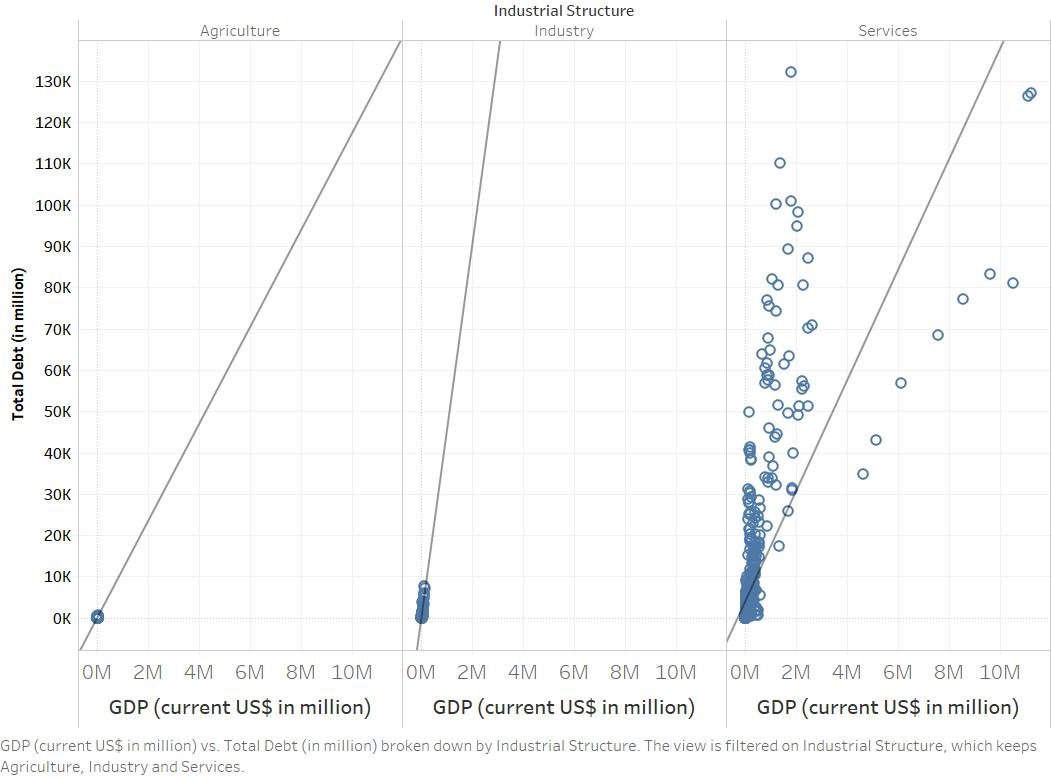 Industrial Structure
Agriculture
Industry
Services
130K
120K
110K
100K
90K
80K
70K
60K
50K
40K
30K
20K
10K
0K
Total Debt (in million)
0M 2M 4M 6M 8M 10M
0M 2M 4M 6M 8M 10M
0M 2M 4M 6M 8M 10M
GDP (current US$ in million)
GDP (current US$ in million)
GDP (current US$ in million)
GDP (current US$ in million) vs. Total Debt (in million) broken down by Industrial Structure. The view is filtered on Industrial Structure, which keeps
Agriculture, Industry and Services.